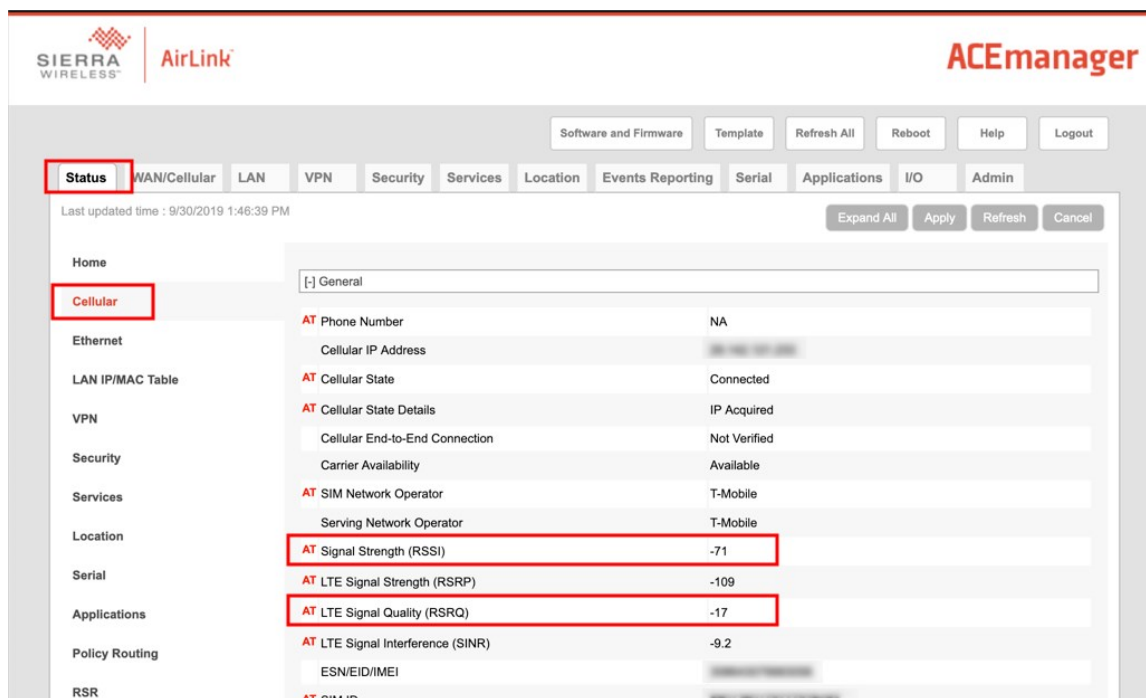 SIERRA WIRELESS™ AirLink™ ACEmanager
Software and Firmware Template Refresh All Reboot Help Logout
Status WAN/Cellular LAN VPN Security Services Location Events Reporting Serial Applications I/O Admin
Last updated time : 9/30/2019 1:46:39 PM
Expand All Apply Refresh Cancel
Home
Cellular
Ethernet
LAN IP/MAC Table
VPN
Security
Services
Location
Serial
Applications
Policy Routing
RSR
[-] General
AT Phone Number NA
Cellular IP Address
AT Cellular State Connected
AT Cellular State Details IP Acquired
Cellular End-to-End Connection Not Verified
Carrier Availability Available
AT SIM Network Operator T-Mobile
Serving Network Operator T-Mobile
AT Signal Strength (RSSI) -71
AT LTE Signal Strength (RSRP) -109
AT LTE Signal Quality (RSRQ) -17
AT LTE Signal Interference (SINR) -9.2
ESN/EID/IMEI
AT SIM ID